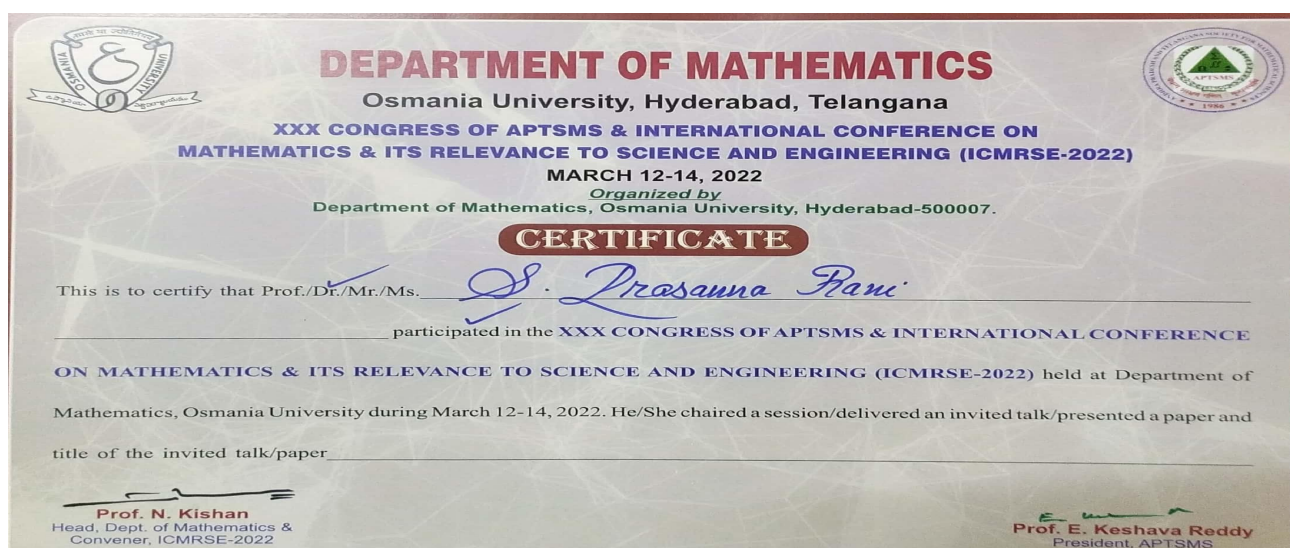 OSMANIA UNIVERSITY
DEPARTMENT OF MATHEMATICS
APTSMS
1986
Osmania University, Hyderabad, Telangana
XXX CONGRESS OF APTSMS & INTERNATIONAL CONFERENCE ON
MATHEMATICS & ITS RELEVANCE TO SCIENCE AND ENGINEERING (ICMRSE-2022)
MARCH 12-14, 2022
Organized by
Department of Mathematics, Osmania University, Hyderabad-500007.
CERTIFICATE
This is to certify that Prof./Dr./Mr./Ms. S. Prasanna Rani
participated in the XXX CONGRESS OF APTSMS & INTERNATIONAL CONFERENCE
ON MATHEMATICS & ITS RELEVANCE TO SCIENCE AND ENGINEERING (ICMRSE-2022) held at Department of
Mathematics, Osmania University during March 12-14, 2022. He/She chaired a session/delivered an invited talk/presented a paper and
title of the invited talk/paper
Prof. N. Kishan
Head, Dept. of Mathematics &
Convener, ICMRSE-2022
Prof. E. Keshava Reddy
President, APTSMS